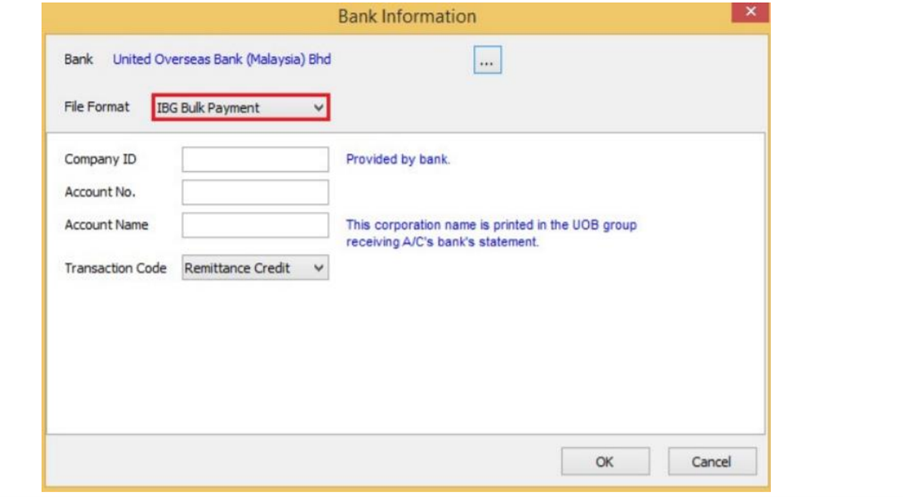 Bank Information
Bank United Overseas Bank (Malaysia) Bhd ...
File Format IBG Bulk Payment
Company ID Provided by bank.
Account No.
Account Name This corporation name is printed in the UOB group
receiving A/C's bank's statement.
Transaction Code Remittance Credit
OK Cancel